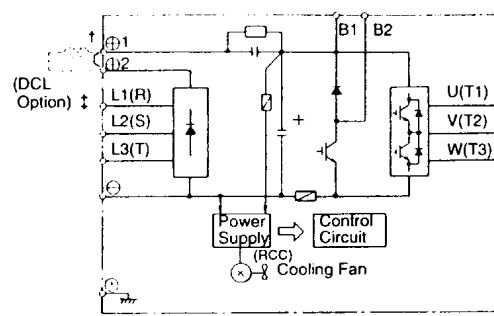 †
⊕1
⊕2
(DCL
Option) ‡
L1(R)
L2(S)
L3(T)
⊖
B1 B2
+
U(T1)
V(T2)
W(T3)
Power
Supply
(RCC)
Control
Circuit
Cooling Fan